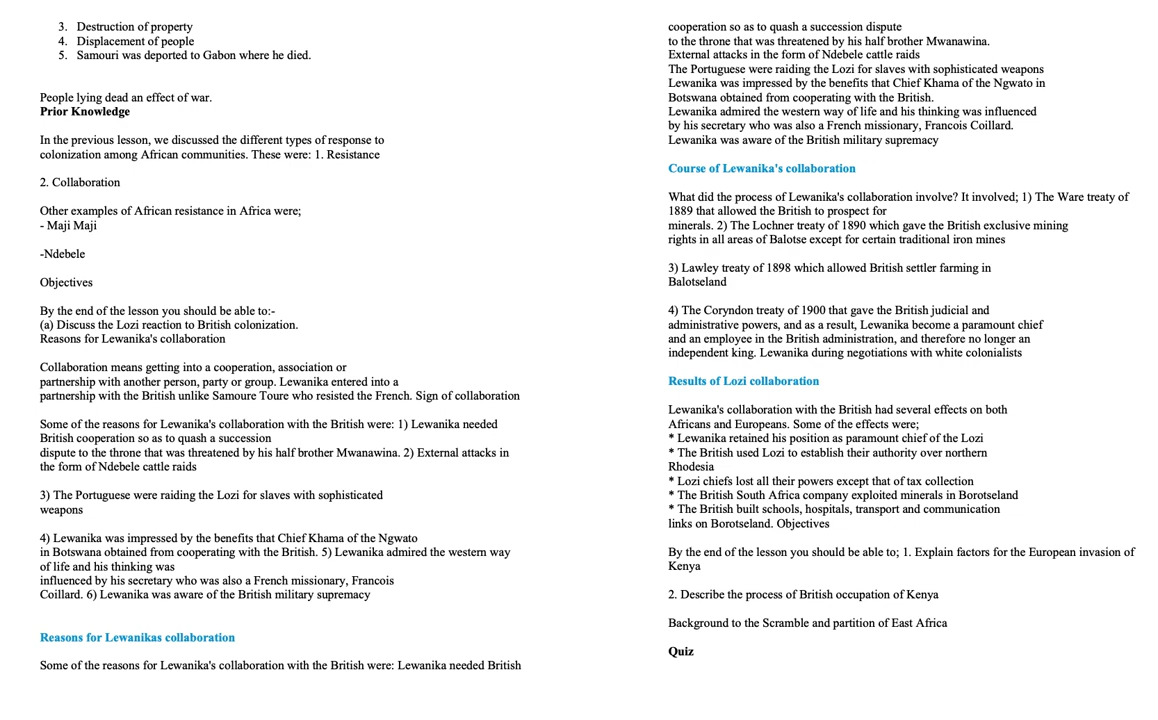 3. Destruction of property
4. Displacement of people
5. Samouri was deported to Gabon where he died.
People lying dead an effect of war.
Prior Knowledge
In the previous lesson, we discussed the different types of response to
colonization among African communities. These were: 1. Resistance
2. Collaboration
Other examples of African resistance in Africa were;
- Maji Maji
-Ndebele
Objectives
By the end of the lesson you should be able to:-
(a) Discuss the Lozi reaction to British colonization.
Reasons for Lewanika's collaboration
Collaboration means getting into a cooperation, association or
partnership with another person, party or group. Lewanika entered into a
partnership with the British unlike Samoure Toure who resisted the French. Sign of collaboration
Some of the reasons for Lewanika's collaboration with the British were: 1) Lewanika needed
British cooperation so as to quash a succession
dispute to the throne that was threatened by his half brother Mwanawina. 2) External attacks in
the form of Ndebele cattle raids
3) The Portuguese were raiding the Lozi for slaves with sophisticated
weapons
4) Lewanika was impressed by the benefits that Chief Khama of the Ngwato
in Botswana obtained from cooperating with the British. 5) Lewanika admired the western way
of life and his thinking was
influenced by his secretary who was also a French missionary, Francois
Coillard. 6) Lewanika was aware of the British military supremacy
Reasons for Lewanikas collaboration
Some of the reasons for Lewanika's collaboration with the British were: Lewanika needed British
cooperation so as to quash a succession dispute
to the throne that was threatened by his half brother Mwanawina.
External attacks in the form of Ndebele cattle raids
The Portuguese were raiding the Lozi for slaves with sophisticated weapons
Lewanika was impressed by the benefits that Chief Khama of the Ngwato in
Botswana obtained from cooperating with the British.
Lewanika admired the western way of life and his thinking was influenced
by his secretary who was also a French missionary, Francois Coillard.
Lewanika was aware of the British military supremacy
Course of Lewanika's collaboration
What did the process of Lewanika's collaboration involve? It involved; 1) The Ware treaty of
1889 that allowed the British to prospect for
minerals. 2) The Lochner treaty of 1890 which gave the British exclusive mining
rights in all areas of Balotse except for certain traditional iron mines
3) Lawley treaty of 1898 which allowed British settler farming in
Balotseland
4) The Coryndon treaty of 1900 that gave the British judicial and
administrative powers, and as a result, Lewanika become a paramount chief
and an employee in the British administration, and therefore no longer an
independent king. Lewanika during negotiations with white colonialists
Results of Lozi collaboration
Lewanika's collaboration with the British had several effects on both
Africans and Europeans. Some of the effects were;
* Lewanika retained his position as paramount chief of the Lozi
* The British used Lozi to establish their authority over northern
Rhodesia
* Lozi chiefs lost all their powers except that of tax collection
* The British South Africa company exploited minerals in Borotseland
* The British built schools, hospitals, transport and communication
links on Borotseland. Objectives
By the end of the lesson you should be able to; 1. Explain factors for the European invasion of
Kenya
2. Describe the process of British occupation of Kenya
Background to the Scramble and partition of East Africa
Quiz